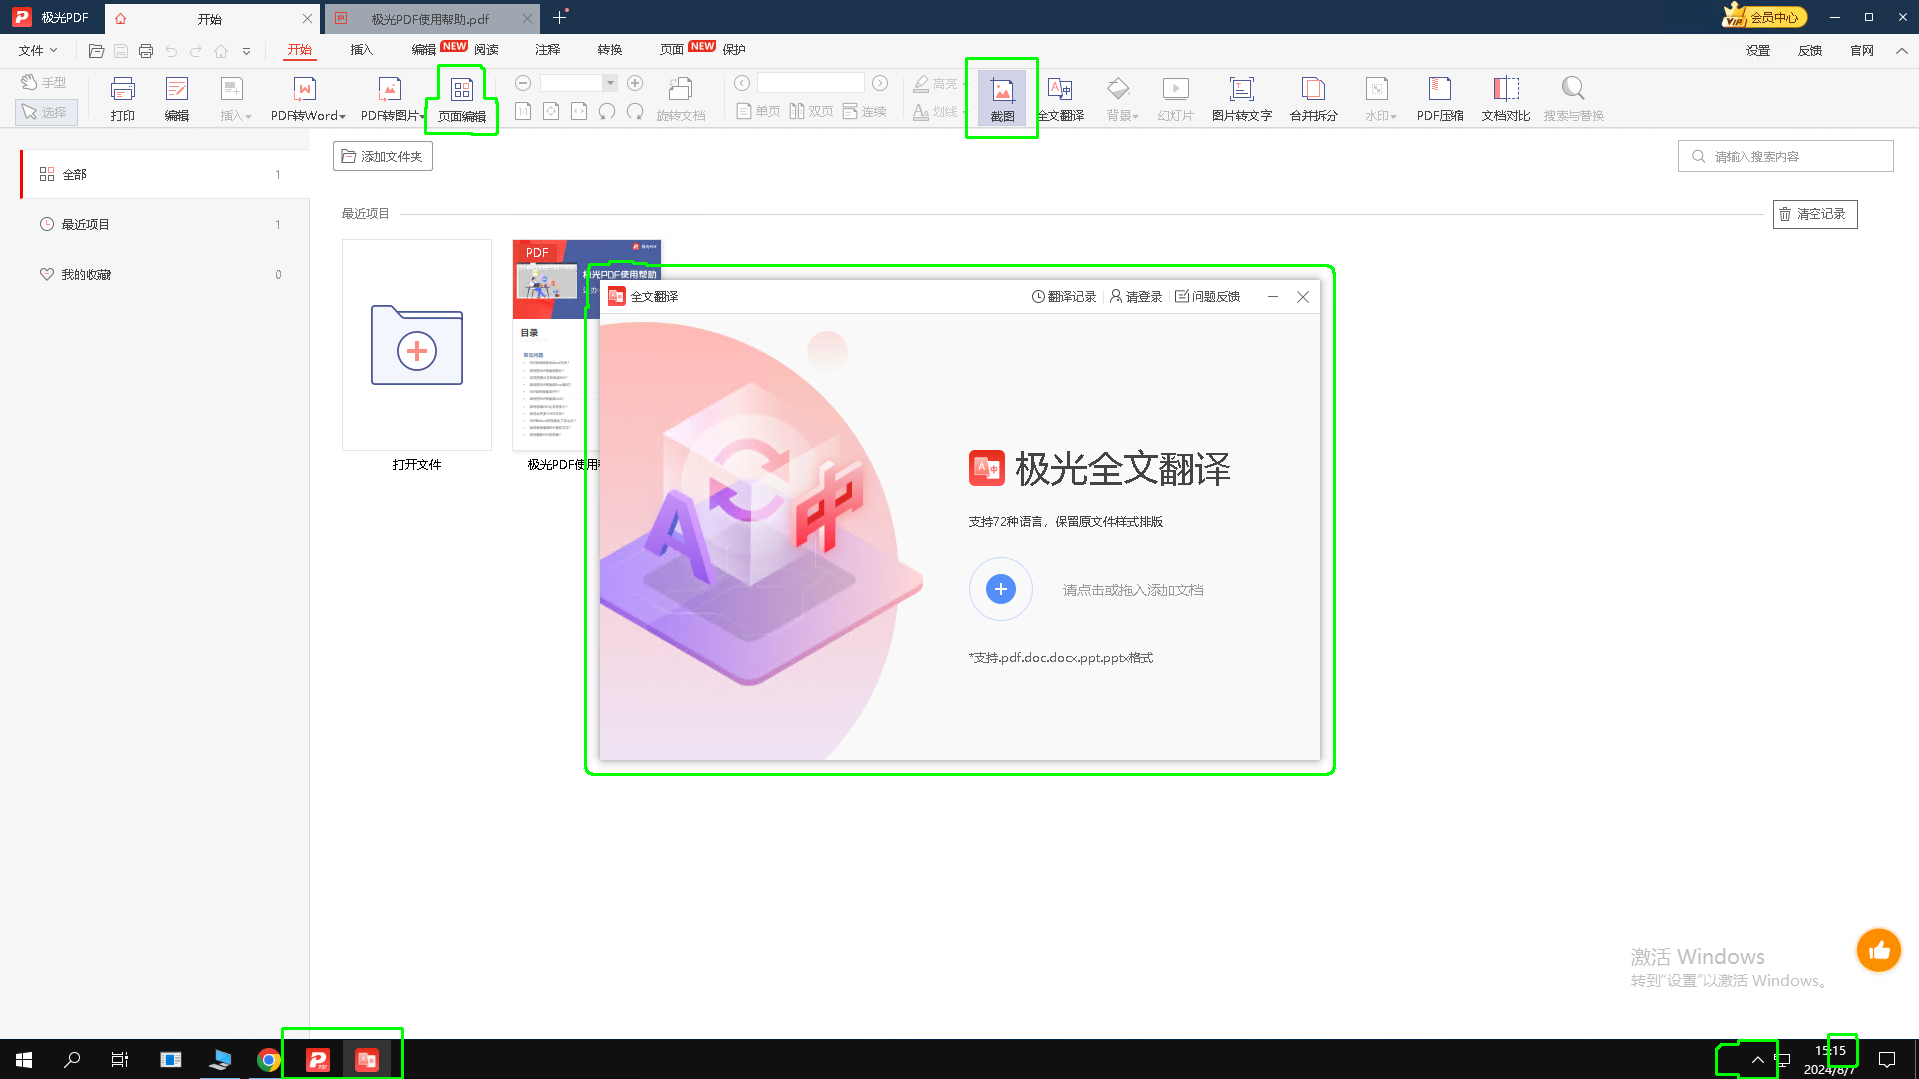 极光PDF
开始
极光PDF使用帮助.pdf
会员中心
文件
开始
插入
编辑
NEW
阅读
注释
转换
页面
NEW
保护
设置
反馈
官网
手型
选择
打印
编辑
插入
PDF转Word
PDF转图片
页面编辑
旋转文档
单页
双页
连续
高亮
划线
截图
全文翻译
背景
幻灯片
图片转文字
合并拆分
水印
PDF压缩
文档对比
搜索与替换
全部 1
最近项目 1
我的收藏 0
添加文件夹
请输入搜索内容
最近项目
清空记录
打开文件
PDF
极光PDF使用帮助
目录
常见问题
极光PDF使用
全文翻译
翻译记录
请登录
问题反馈
极光全文翻译
支持72种语言，保留原文件样式排版
请点击或拖入添加文档
*支持.pdf.doc.docx.ppt.pptx格式
激活 Windows
转到"设置"以激活 Windows。
15:15
2024/8/7